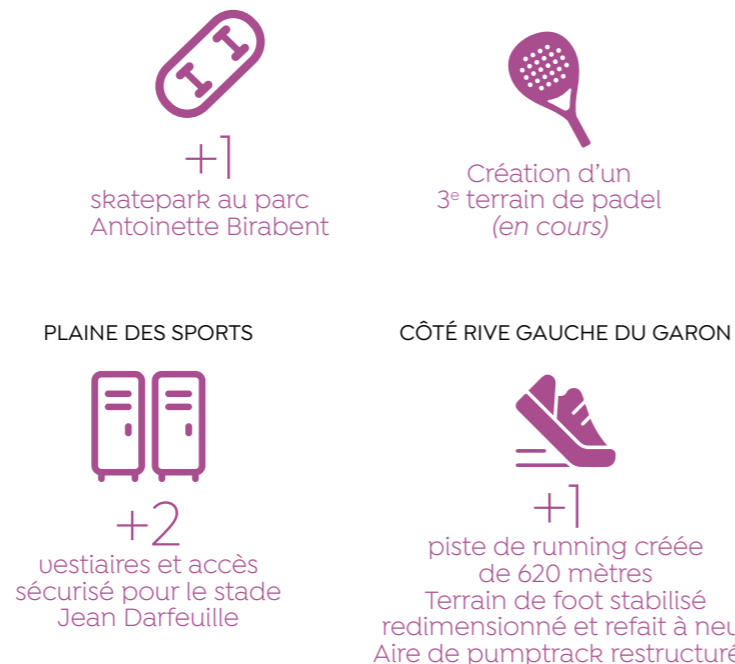 +1
skatepark au parc
Antoinette Birabent
Création d'un
3e terrain de padel
(en cours)
PLAINE DES SPORTS
+2
vestiaires et accès
sécurisé pour le stade
Jean Darfeuille
CÔTÉ RIVE GAUCHE DU GARON
+1
piste de running créée
de 620 mètres
Terrain de foot stabilisé
redimensionné et refait à neu
Aire de pumptrack restructuré